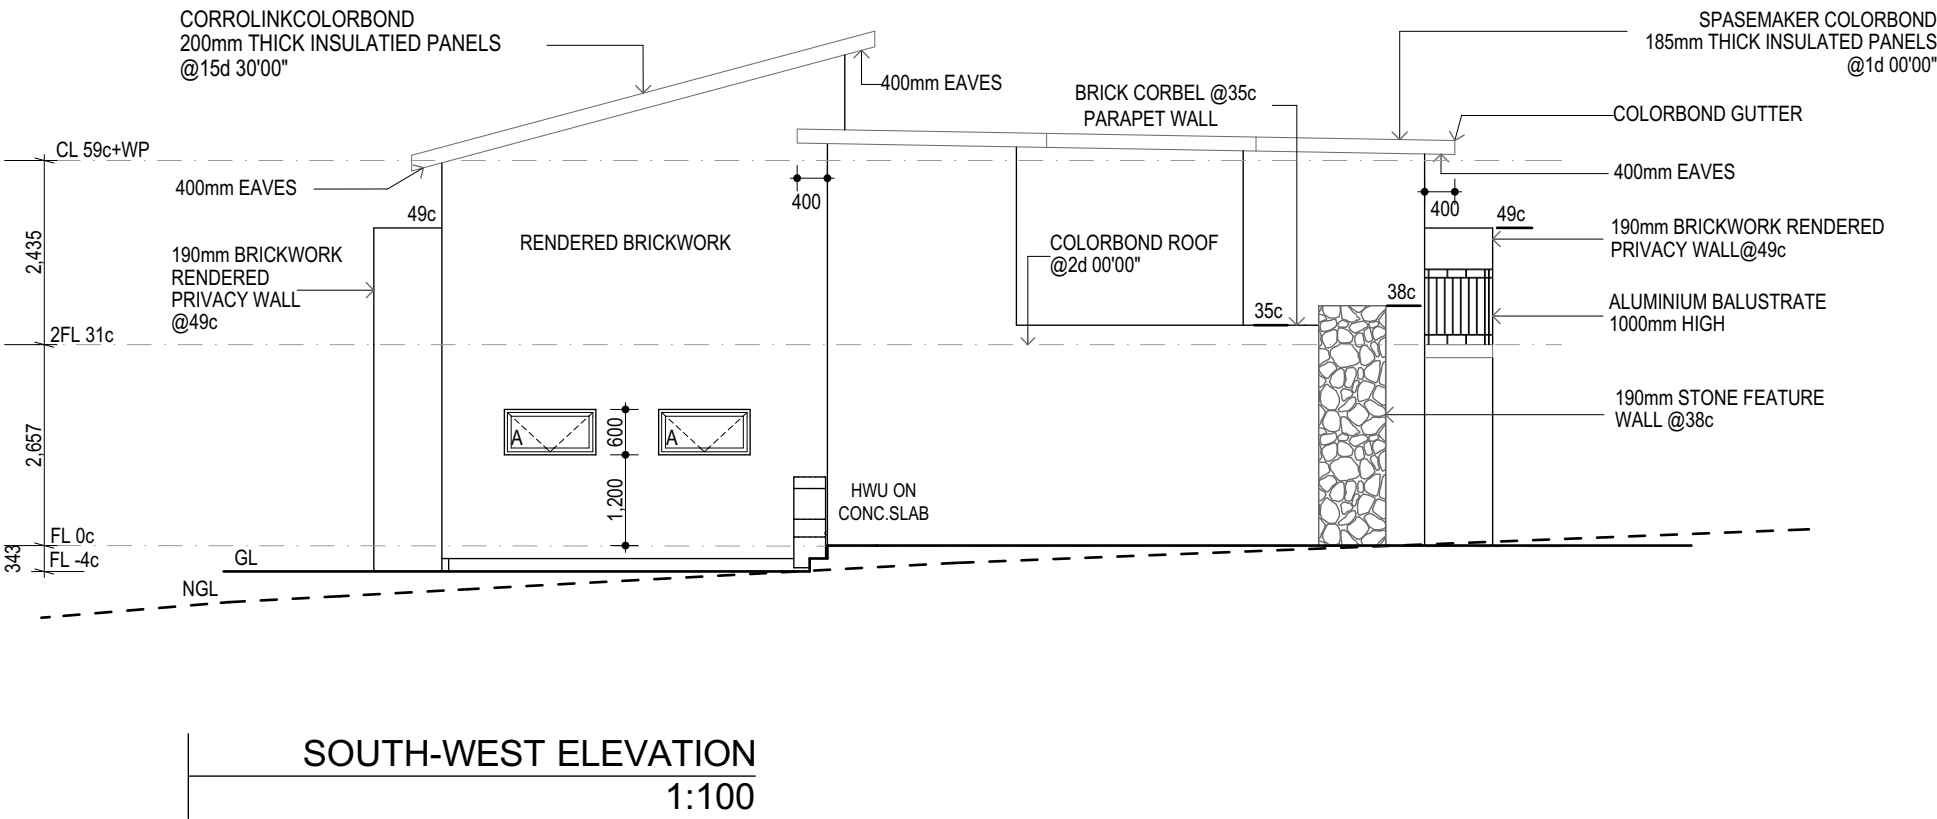 CORROLINKCOLORBOND
200mm THICK INSULATIED PANELS
@15d 30'00"
SPASEMAKER COLORBOND
185mm THICK INSULATED PANELS
@1d 00'00"
400mm EAVES
BRICK CORBEL @35c
PARAPET WALL
COLORBOND GUTTER
CL 59c+WP
400mm EAVES
400mm EAVES
400
400
49c
49c
190mm BRICKWORK
RENDERED
PRIVACY WALL
@49c
RENDERED BRICKWORK
COLORBOND ROOF
@2d 00'00"
190mm BRICKWORK RENDERED
PRIVACY WALL@49c
2,435
38c
35c
ALUMINIUM BALUSTRATE
1000mm HIGH
2FL 31c
190mm STONE FEATURE
WALL @38c
2,657
A
600
A
1,200
HWU ON
CONC.SLAB
FL 0c
FL -4c
343
GL
NGL
SOUTH-WEST ELEVATION
1:100